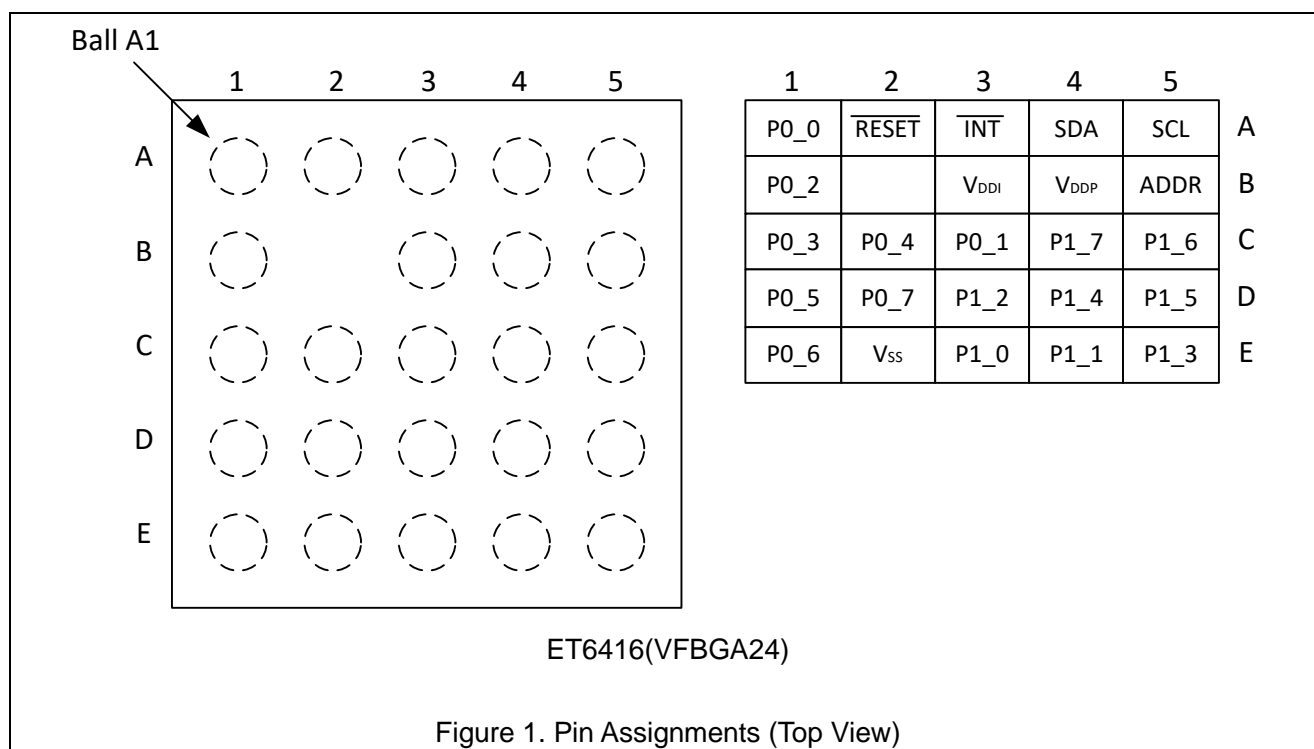 Ball A1
1 2 3 4 5
A
B
C
D
E
1 2 3 4 5
P0_0 RESET INT SDA SCL A
P0_2 VDDI VDDP ADDR B
P0_3 P0_4 P0_1 P1_7 P1_6 C
P0_5 P0_7 P1_2 P1_4 P1_5 D
P0_6 VSS P1_0 P1_1 P1_3 E
ET6416(VFBGA24)
Figure 1. Pin Assignments (Top View)